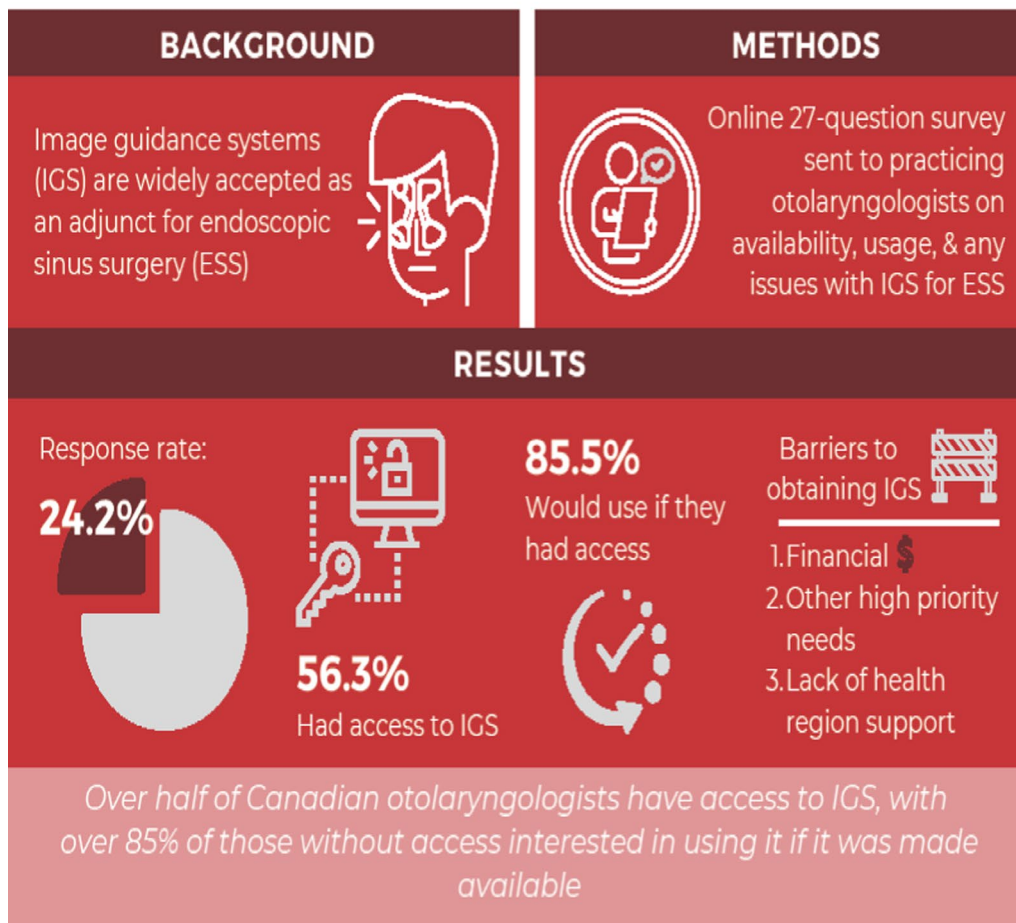 BACKGROUND
Image guidance systems
(IGS) are widely accepted as
an adjunct for endoscopic
sinus surgery (ESS)
METHODS
Online 27-question survey
sent to practicing
otolaryngologists on
availability, usage, & any
issues with IGS for ESS
RESULTS
Response rate:
24.2%
56.3%
Had access to IGS
85.5%
Would use if they
had access
Barriers to
obtaining IGS
1.Financial $
2.Other high priority
needs
3.Lack of health
region support
Over half of Canadian otolaryngologists have access to IGS, with
over 85% of those without access interested in using it if it was made
available